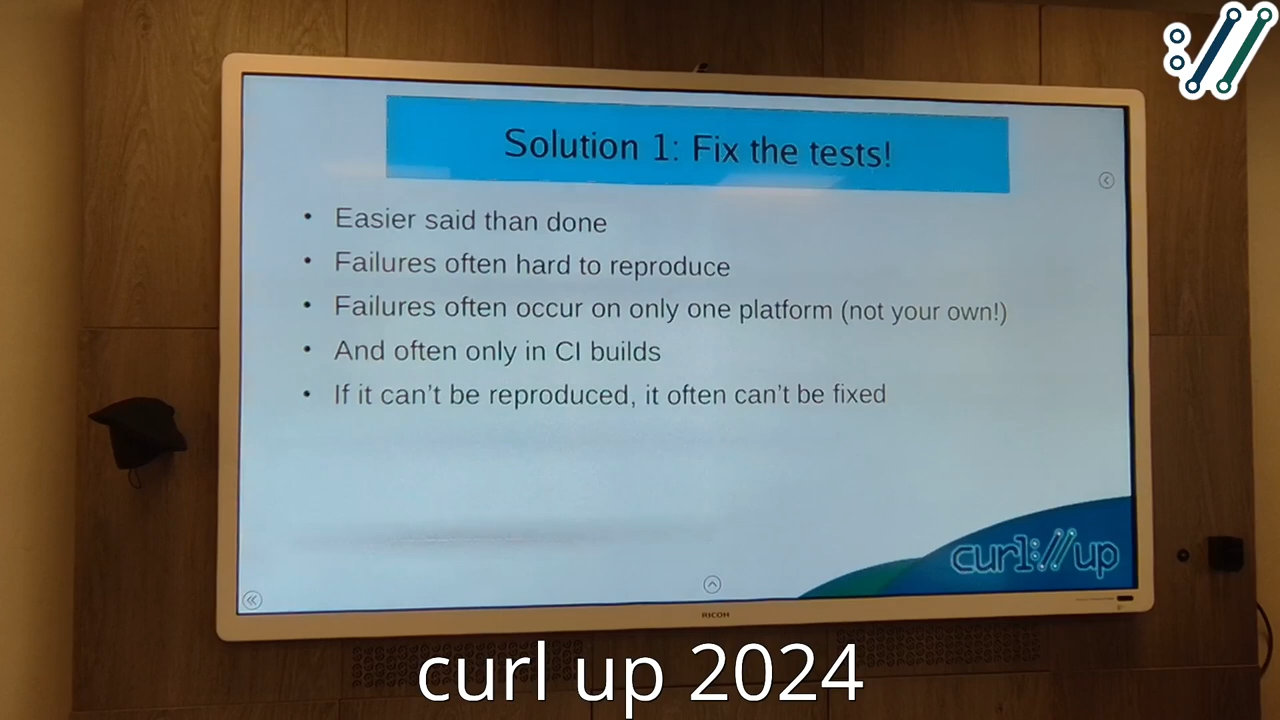 Solution 1: Fix the tests!
• Easier said than done
• Failures often hard to reproduce
• Failures often occur on only one platform (not your own!)
• And often only in CI builds
• If it can't be reproduced, it often can't be fixed
curl:// up
RICOH
curl up 2024